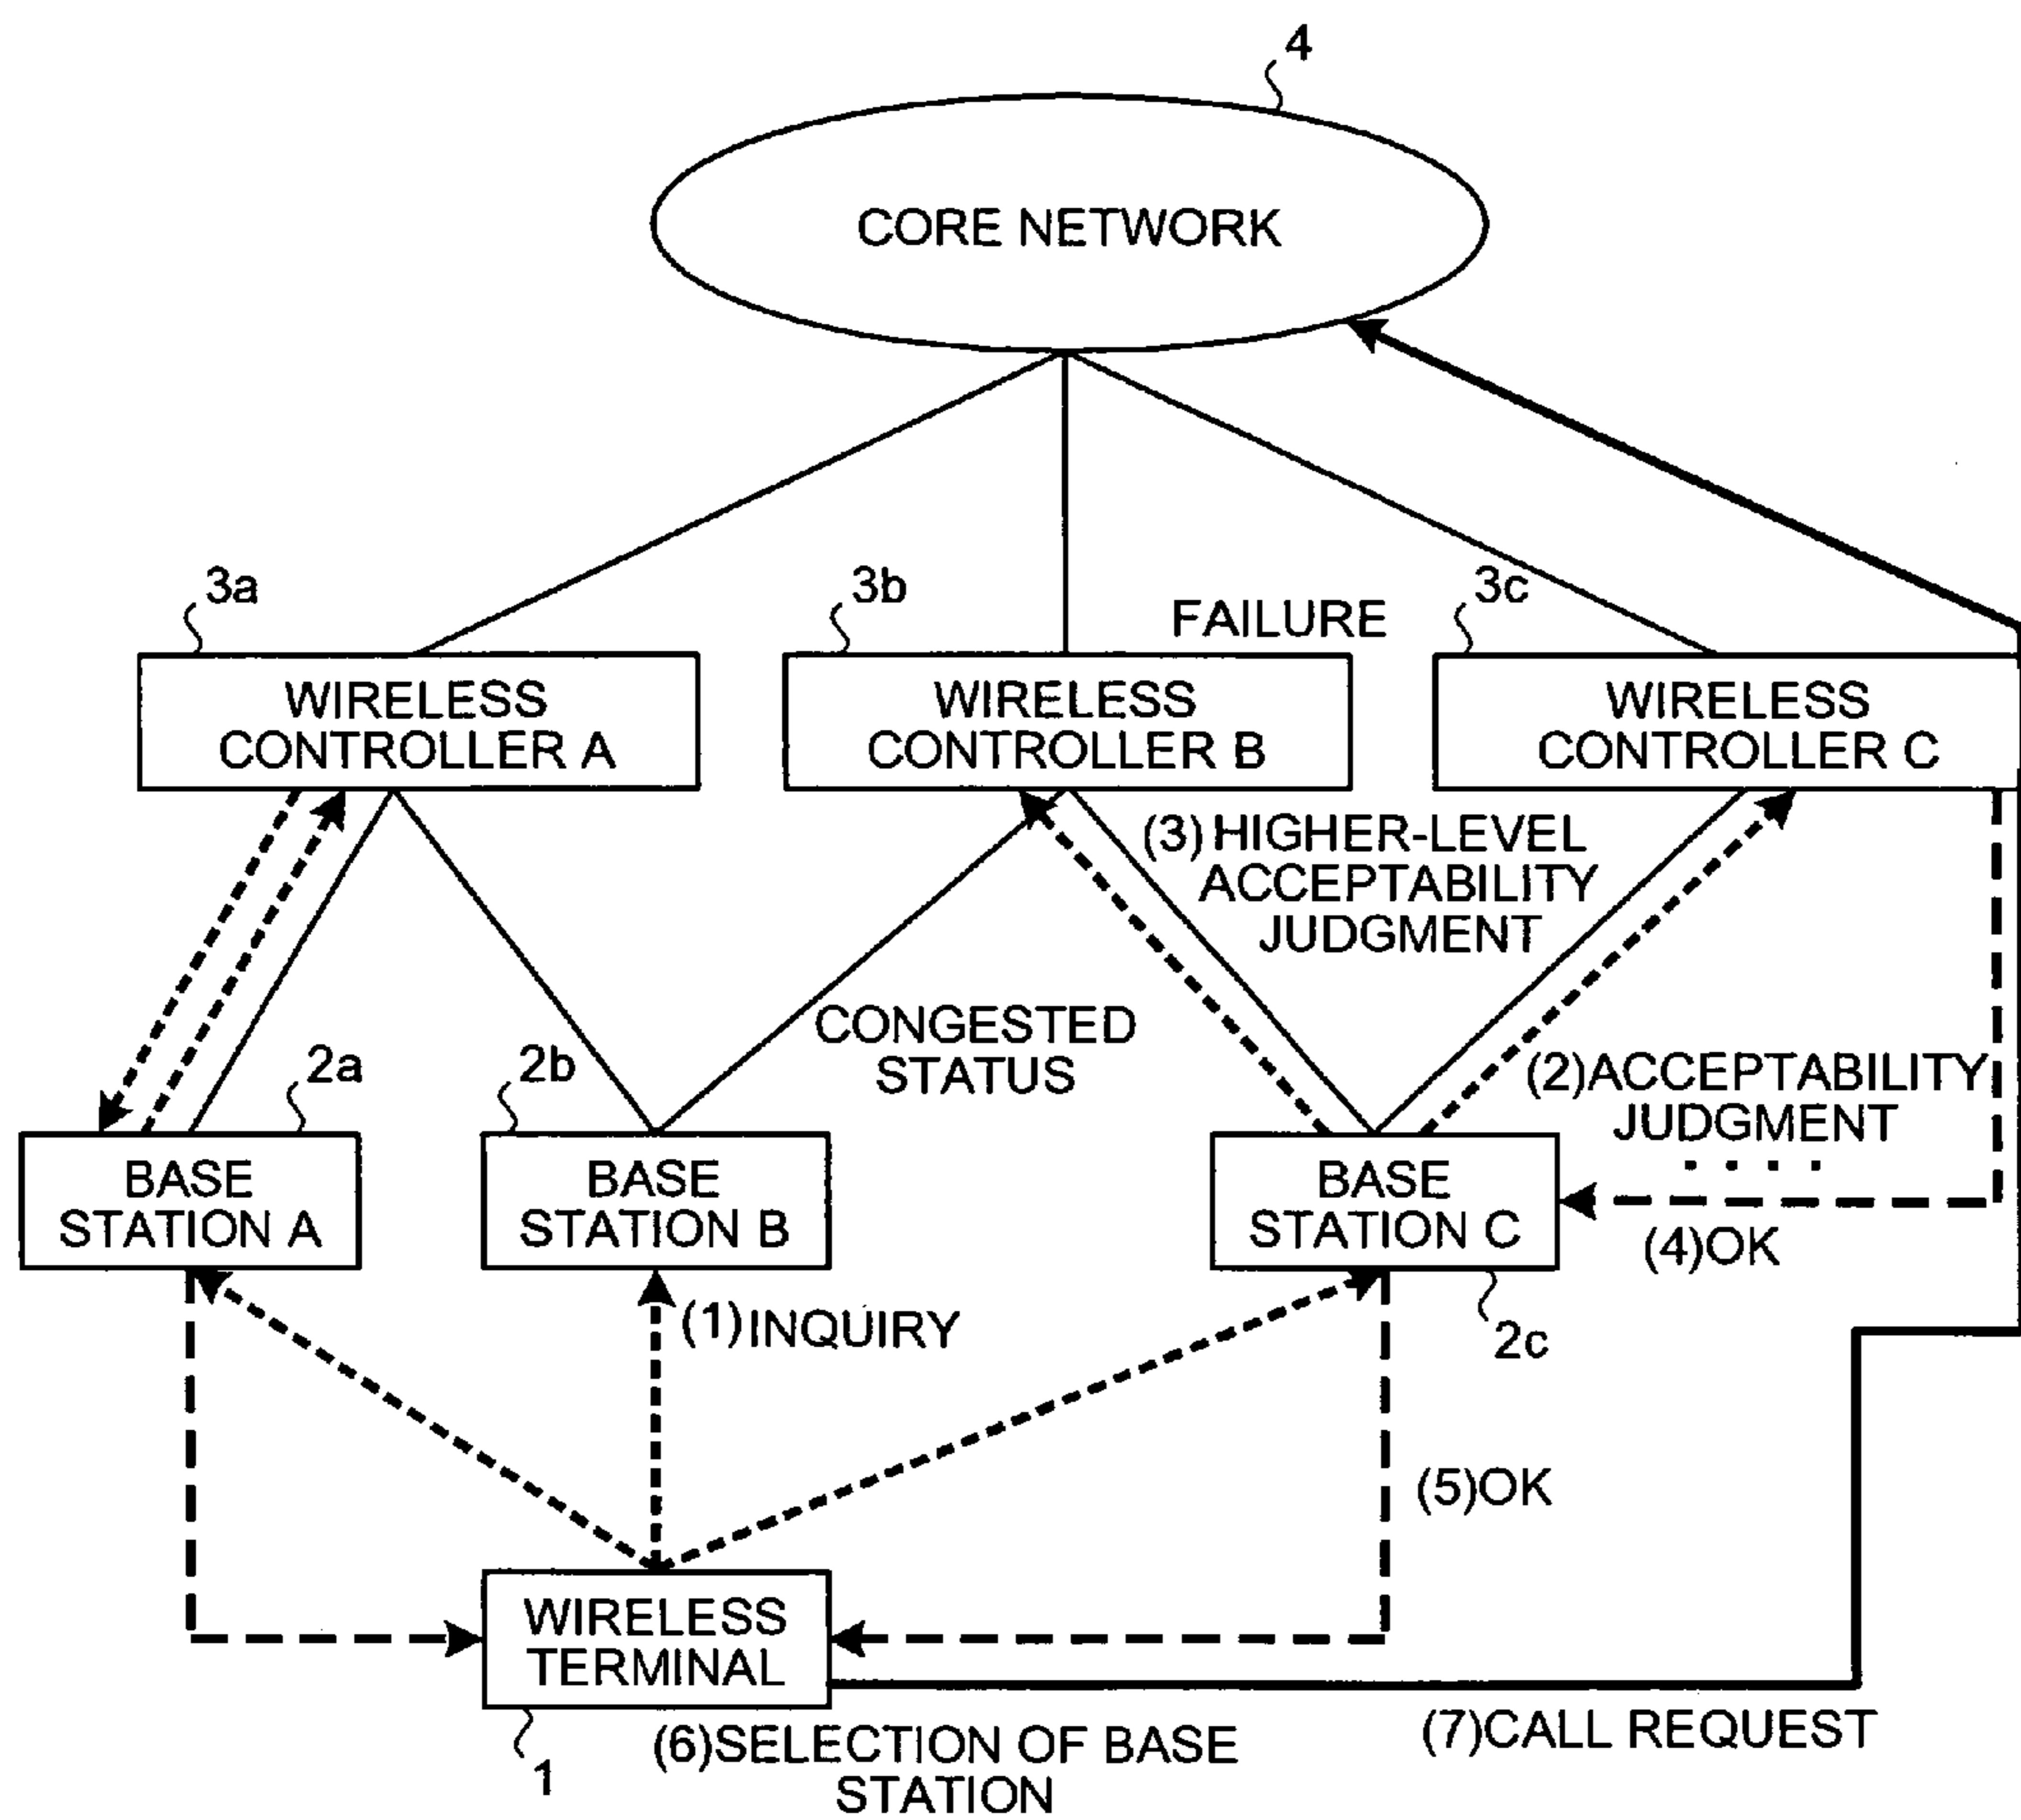 4
CORE NETWORK
3a
3b
FAILURE
3c
WIRELESS
CONTROLLER A
WIRELESS
CONTROLLER B
WIRELESS
CONTROLLER C
(3) HIGHER-LEVEL
ACCEPTABILITY
JUDGMENT
CONGESTED
STATUS
2a
2b
(2)ACCEPTABILITY
JUDGMENT
. . . .
BASE
STATION A
BASE
STATION B
BASE
STATION C
(4)OK
(1)INQUIRY
2c
(5)OK
WIRELESS
TERMINAL
1
(6)SELECTION OF BASE
STATION
(7)CALL REQUEST